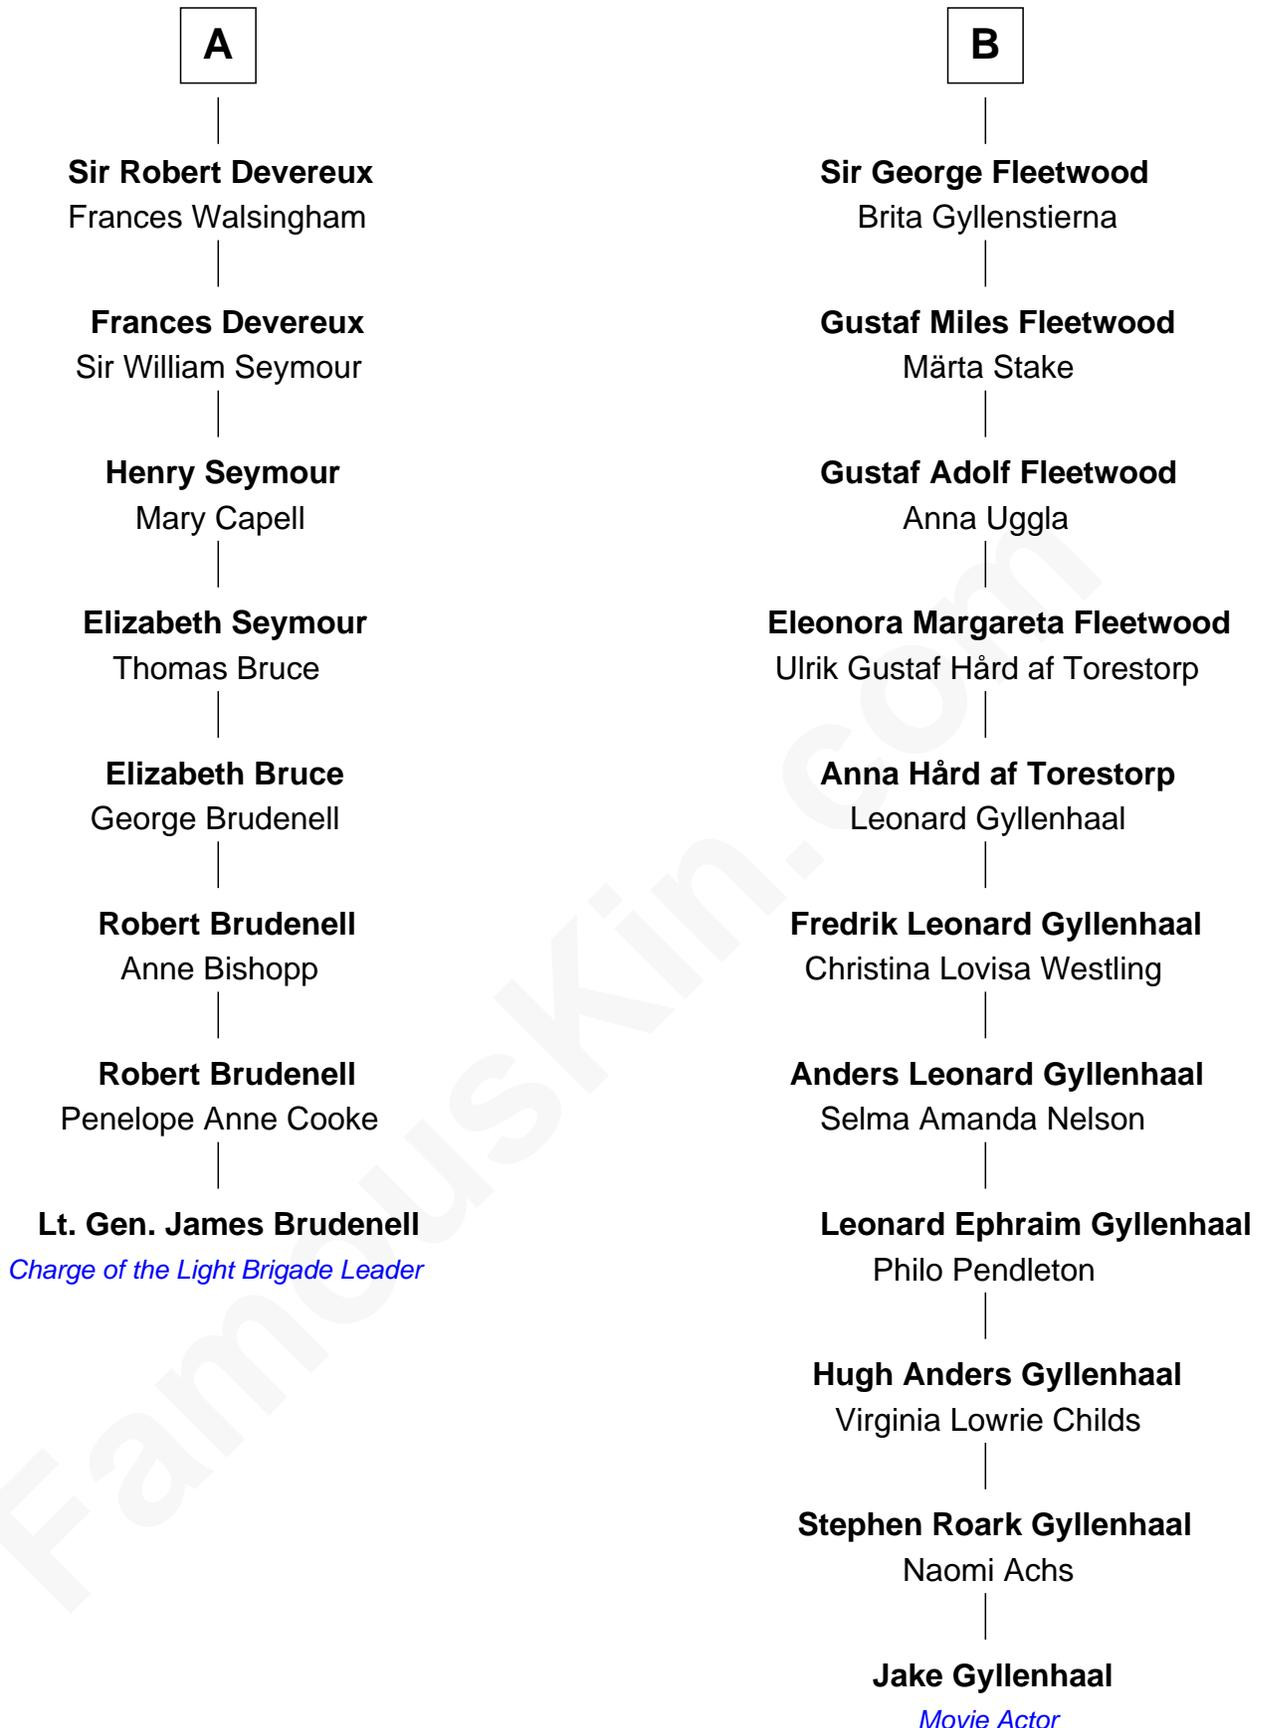 A
Sir Robert Devereux
Frances Walsingham
Frances Devereux
Sir William Seymour
Henry Seymour
Mary Capell
Elizabeth Seymour
Thomas Bruce
Elizabeth Bruce
George Brudenell
Robert Brudenell
Anne Bishopp
Robert Brudenell
Penelope Anne Cooke
Lt. Gen. James Brudenell
Charge of the Light Brigade Leader
B
Sir George Fleetwood
Brita Gyllenstierna
Gustaf Miles Fleetwood
Märta Stake
Gustaf Adolf Fleetwood
Anna Uggla
Eleonora Margareta Fleetwood
Ulrik Gustaf Hård af Torestorp
Anna Hård af Torestorp
Leonard Gyllenhaal
Fredrik Leonard Gyllenhaal
Christina Lovisa Westling
Anders Leonard Gyllenhaal
Selma Amanda Nelson
Leonard Ephraim Gyllenhaal
Philo Pendleton
Hugh Anders Gyllenhaal
Virginia Lowrie Childs
Stephen Roark Gyllenhaal
Naomi Achs
Jake Gyllenhaal
Movie Actor
FamousKin.com